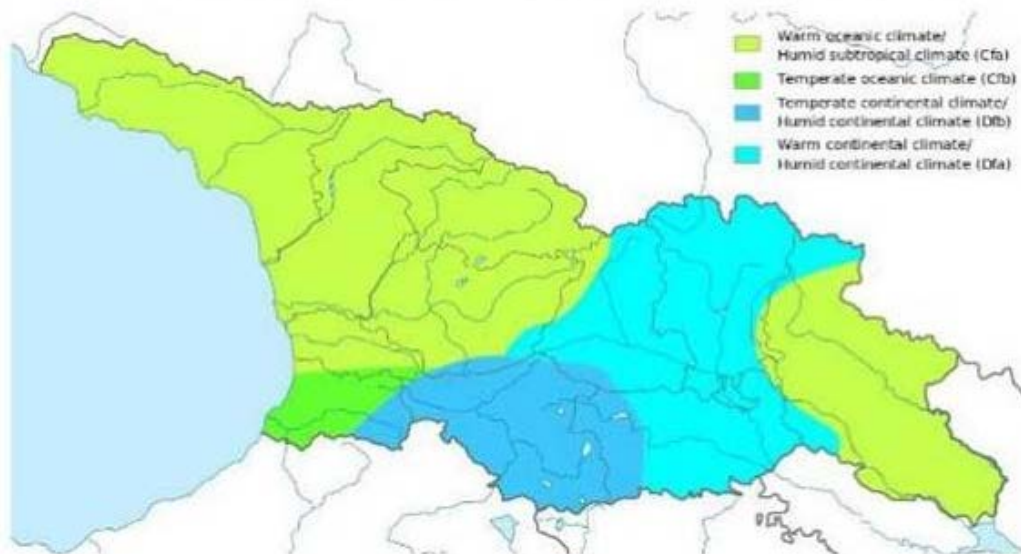 Warm oceanic climate/
Humid subtropical climate (Cfa)
Temperate oceanic climate (Cfb)
Temperate continental climate/
Humid continental climate (Dfb)
Warm continental climate/
Humid continental climate (Dfa)